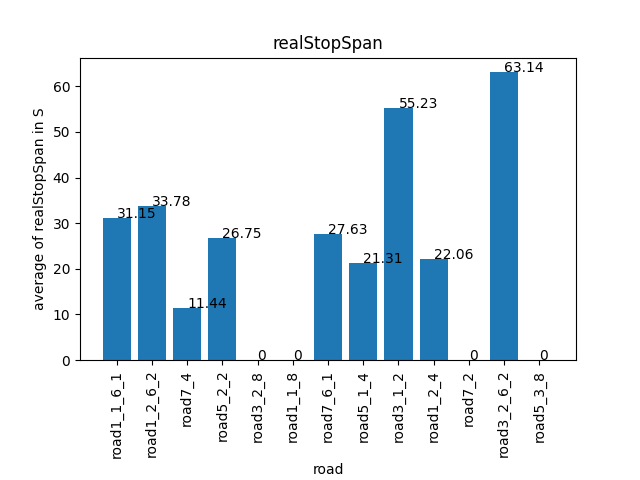 realStopSpan
average of realStopSpan in S
60
50
40
30
20
10
0
31.15
33.78
11.44
26.75
0
0
27.63
21.31
55.23
22.06
0
63.14
0
road1_1_6_1
road1_2_6_2
road7_4
road5_2_2
road3_2_8
road1_1_8
road7_6_1
road5_1_4
road3_1_2
road1_2_4
road7_2
road3_2_6_2
road5_3_8
road